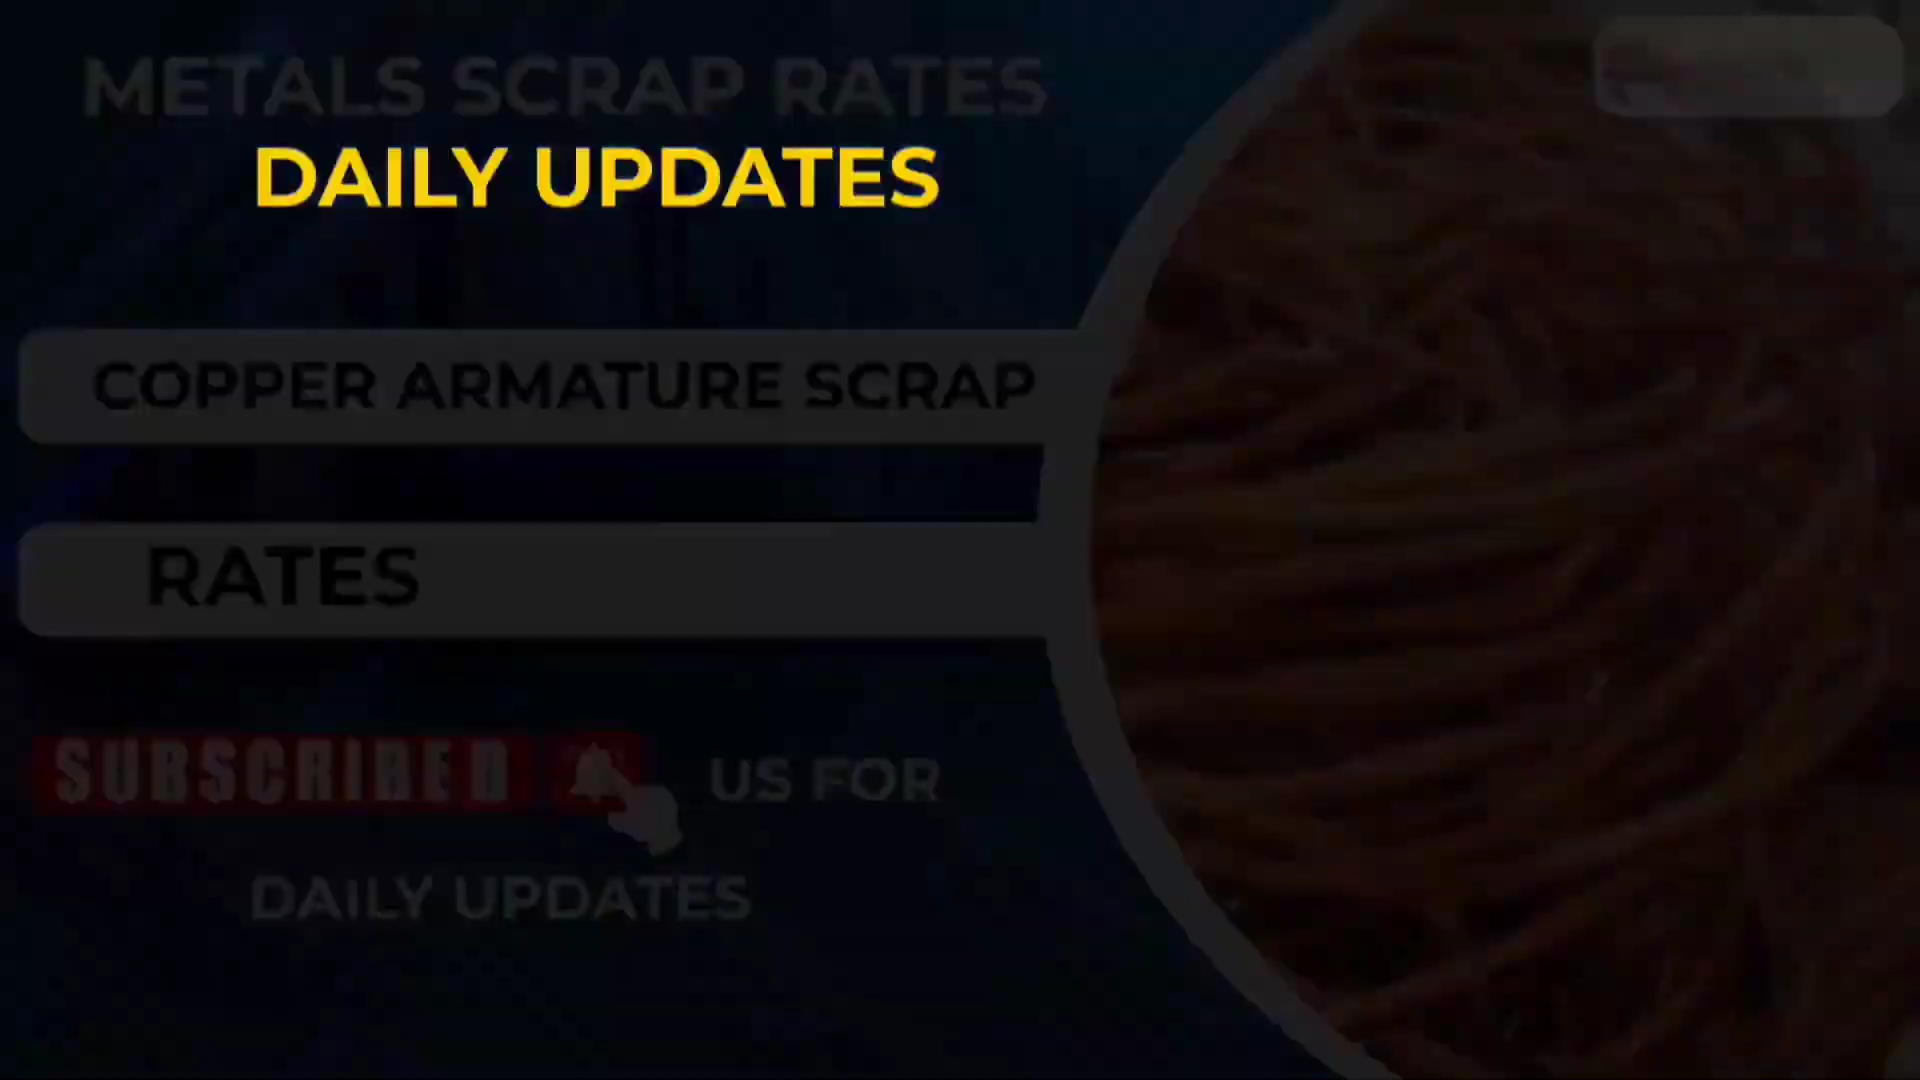 METALS SCRAP RATES
DAILY UPDATES
COPPER ARMATURE SCRAP
RATES
SUBSCRIBED US FOR
DAILY UPDATES